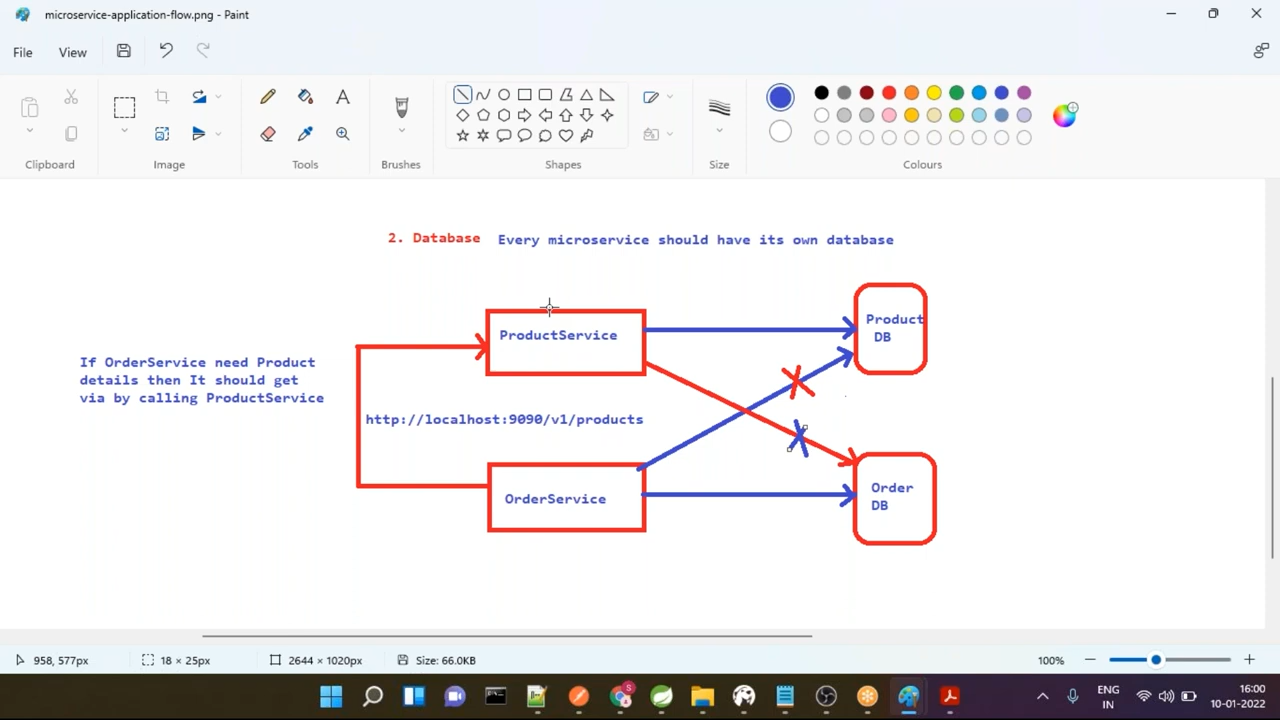 microservice-application-flow.png - Paint
File
View
Clipboard
Image
Tools
Brushes
Shapes
Size
Colours
2. Database Every microservice should have its own database
ProductService
Product
DB
If OrderService need Product
details then It should get
via by calling ProductService
http://localhost:9090/v1/products
OrderService
Order
DB
958, 577px
18 × 25px
2644 × 1020px
Size: 66.0KB
100%
S
ENG
IN
16:00
10-01-2022